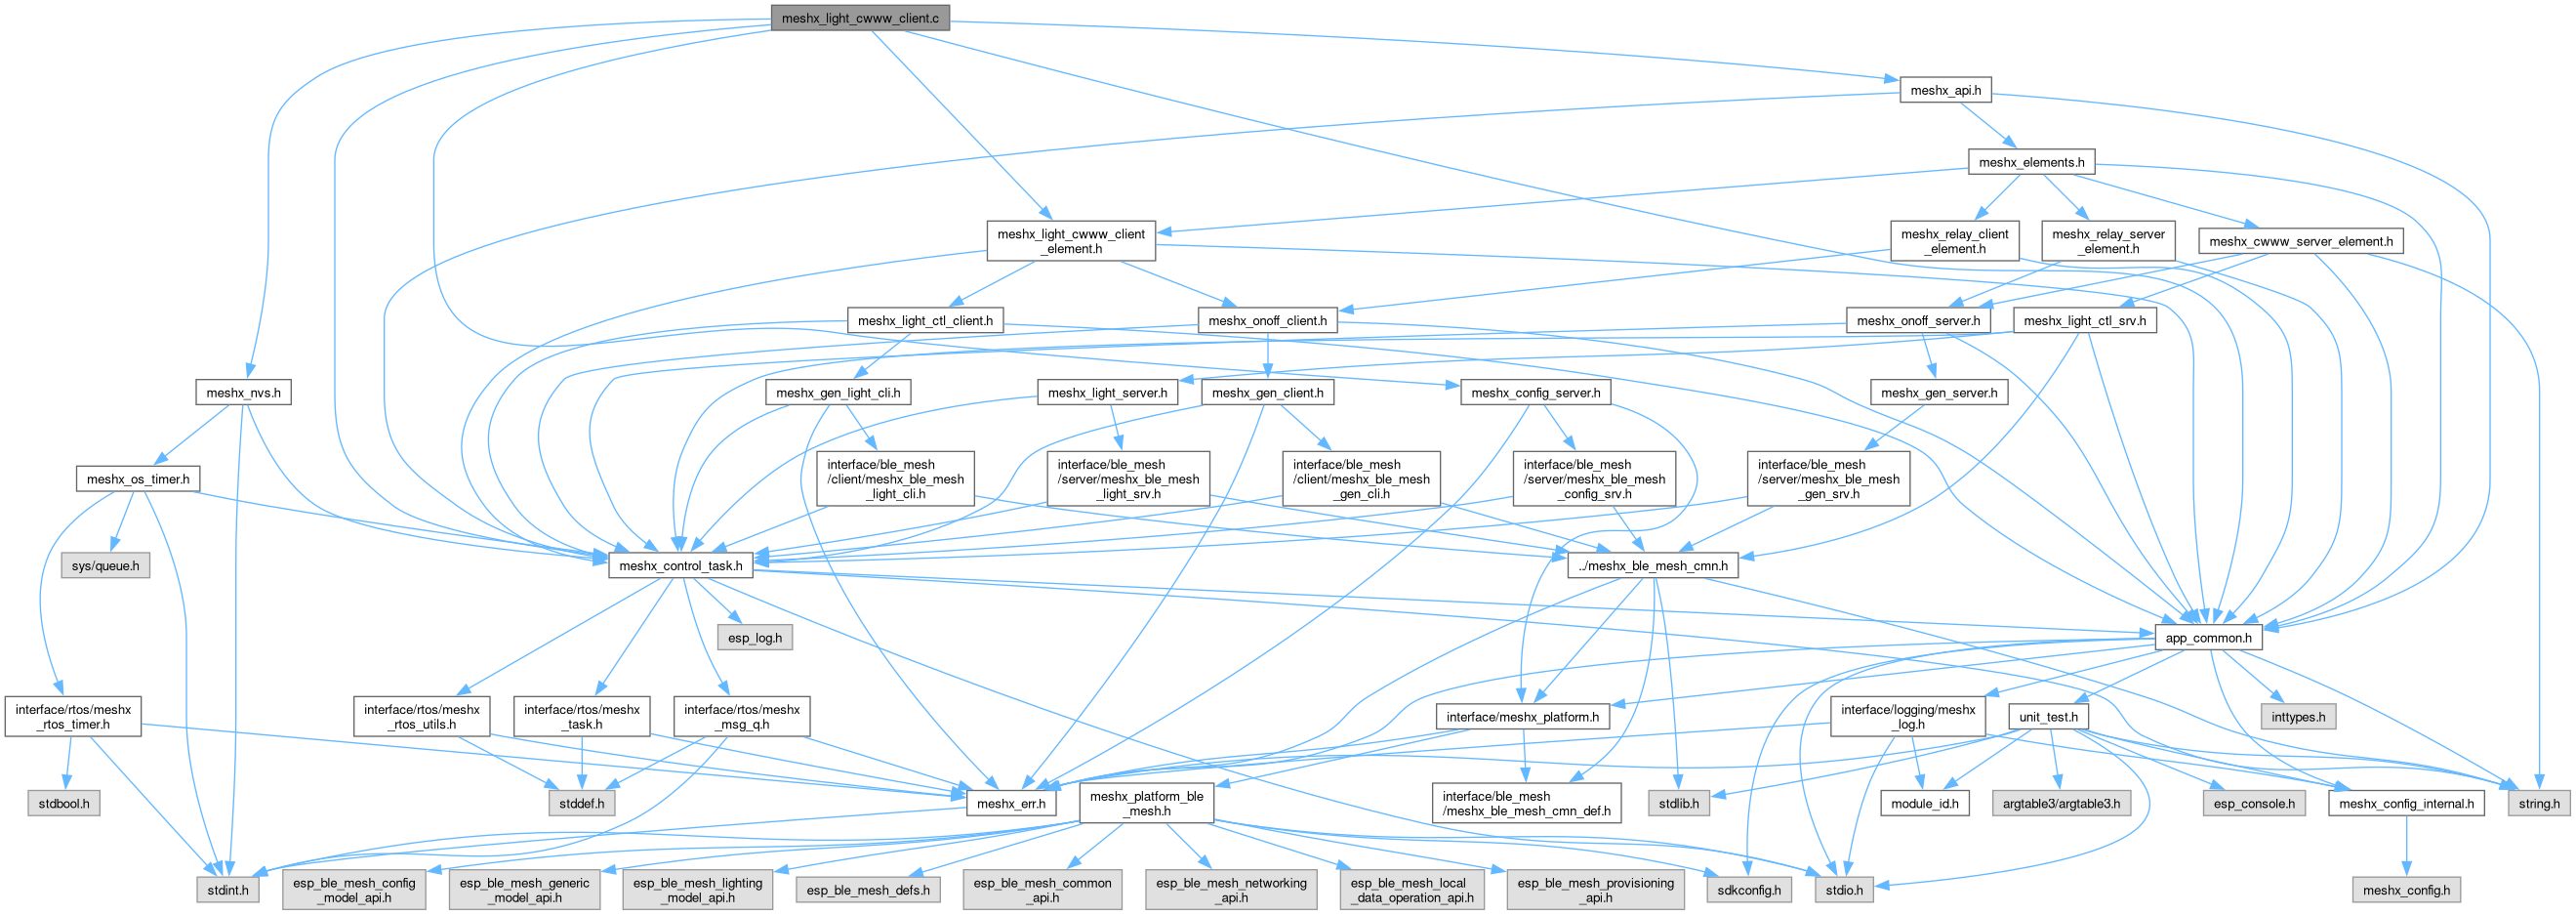 meshx_light_cwww_client.c
meshx_api.h
meshx_elements.h
meshx_light_cwww_client
_element.h
meshx_relay_client
_element.h
meshx_relay_server
_element.h
meshx_cwww_server_element.h
meshx_light_ctl_client.h
meshx_onoff_client.h
meshx_onoff_server.h
meshx_light_ctl_srv.h
meshx_nvs.h
meshx_gen_light_cli.h
meshx_light_server.h
meshx_gen_client.h
meshx_config_server.h
meshx_gen_server.h
meshx_os_timer.h
interface/ble_mesh
/client/meshx_ble_mesh
_light_cli.h
interface/ble_mesh
/server/meshx_ble_mesh
_light_srv.h
interface/ble_mesh
/client/meshx_ble_mesh
_gen_cli.h
interface/ble_mesh
/server/meshx_ble_mesh
_config_srv.h
interface/ble_mesh
/server/meshx_ble_mesh
_gen_srv.h
sys/queue.h
meshx_control_task.h
../meshx_ble_mesh_cmn.h
esp_log.h
app_common.h
interface/rtos/meshx
_rtos_timer.h
interface/rtos/meshx
_rtos_utils.h
interface/rtos/meshx
_task.h
interface/rtos/meshx
_msg_q.h
interface/meshx_platform.h
interface/logging/meshx
_log.h
unit_test.h
inttypes.h
stdbool.h
stddef.h
meshx_err.h
meshx_platform_ble
_mesh.h
interface/ble_mesh
/meshx_ble_mesh_cmn_def.h
stdlib.h
module_id.h
argtable3/argtable3.h
esp_console.h
meshx_config_internal.h
string.h
stdint.h
esp_ble_mesh_config
_model_api.h
esp_ble_mesh_generic
_model_api.h
esp_ble_mesh_lighting
_model_api.h
esp_ble_mesh_defs.h
esp_ble_mesh_common
_api.h
esp_ble_mesh_networking
_api.h
esp_ble_mesh_local
_data_operation_api.h
esp_ble_mesh_provisioning
_api.h
sdkconfig.h
stdio.h
meshx_config.h